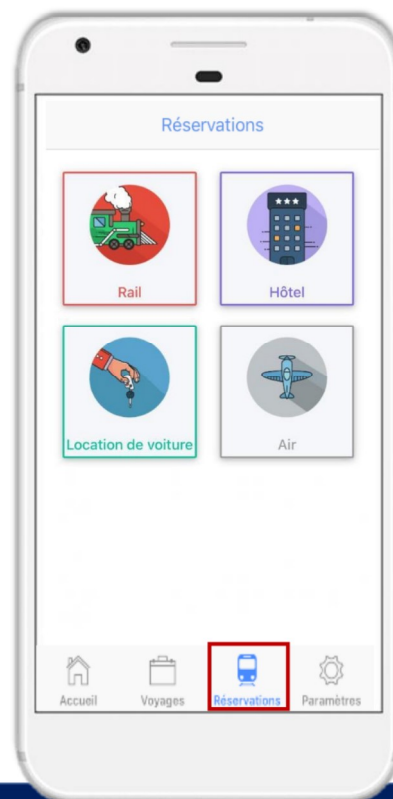 Réservations
Rail
Hôtel
Location de voiture
Air
Accueil
Voyages
Réservations
Paramètres